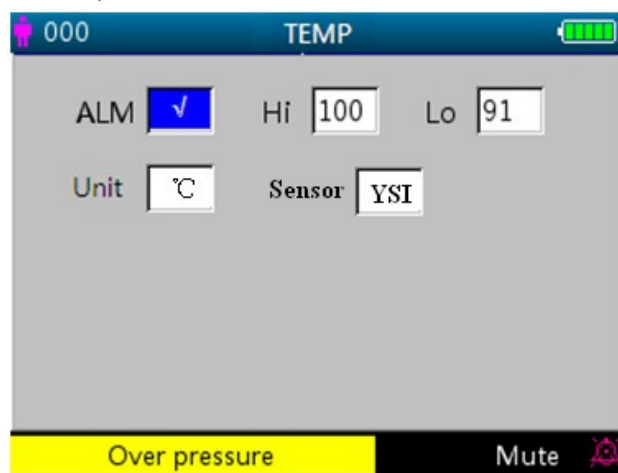 000 TEMP
ALM √ Hi 100 Lo 91
Unit ℃ Sensor YSI
Over pressure Mute